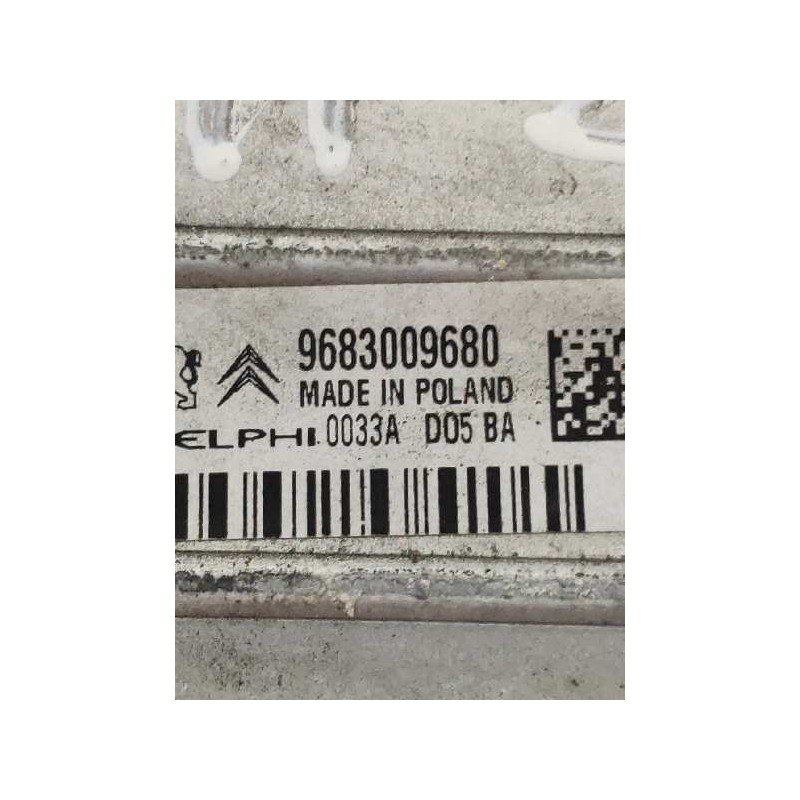 9683009680
MADE IN POLAND
ELPHI 0033A D05 BA